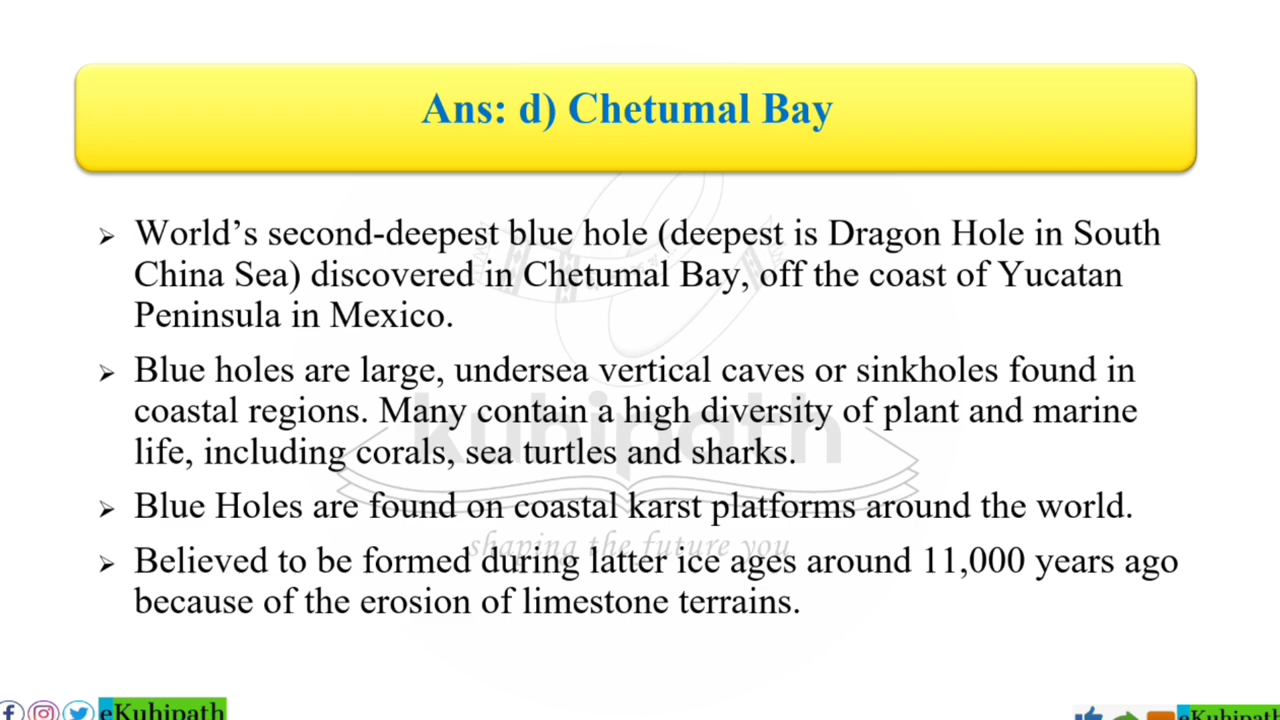 Ans: d) Chetumal Bay
➢ World’s second-deepest blue hole (deepest is Dragon Hole in South
China Sea) discovered in Chetumal Bay, off the coast of Yucatan
Peninsula in Mexico.
➢ Blue holes are large, undersea vertical caves or sinkholes found in
coastal regions. Many contain a high diversity of plant and marine
life, including corals, sea turtles and sharks.
kuhipath
➢ Blue Holes are found on coastal karst platforms around the world.
shaping the future you
➢ Believed to be formed during latter ice ages around 11,000 years ago
because of the erosion of limestone terrains.
eKuhipath
eKuhipath